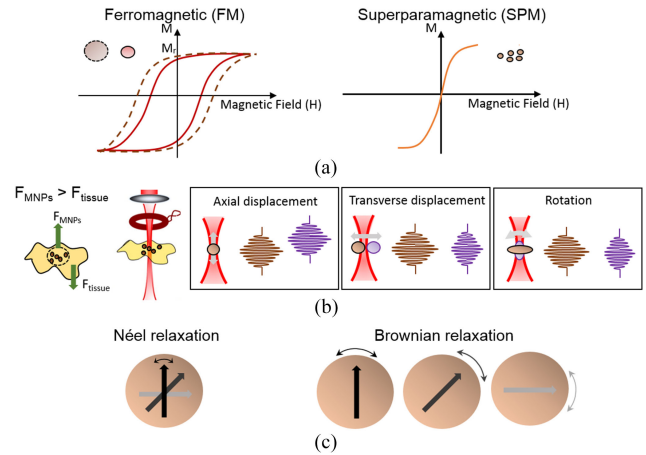 Ferromagnetic (FM)
M
Mr
Magnetic Field (H)
Superparamagnetic (SPM)
M
Magnetic Field (H)
(a)
FMNPs > Ftissue
FMNPs
Ftissue
Axial displacement
Transverse displacement
Rotation
(b)
Néel relaxation
Brownian relaxation
(c)